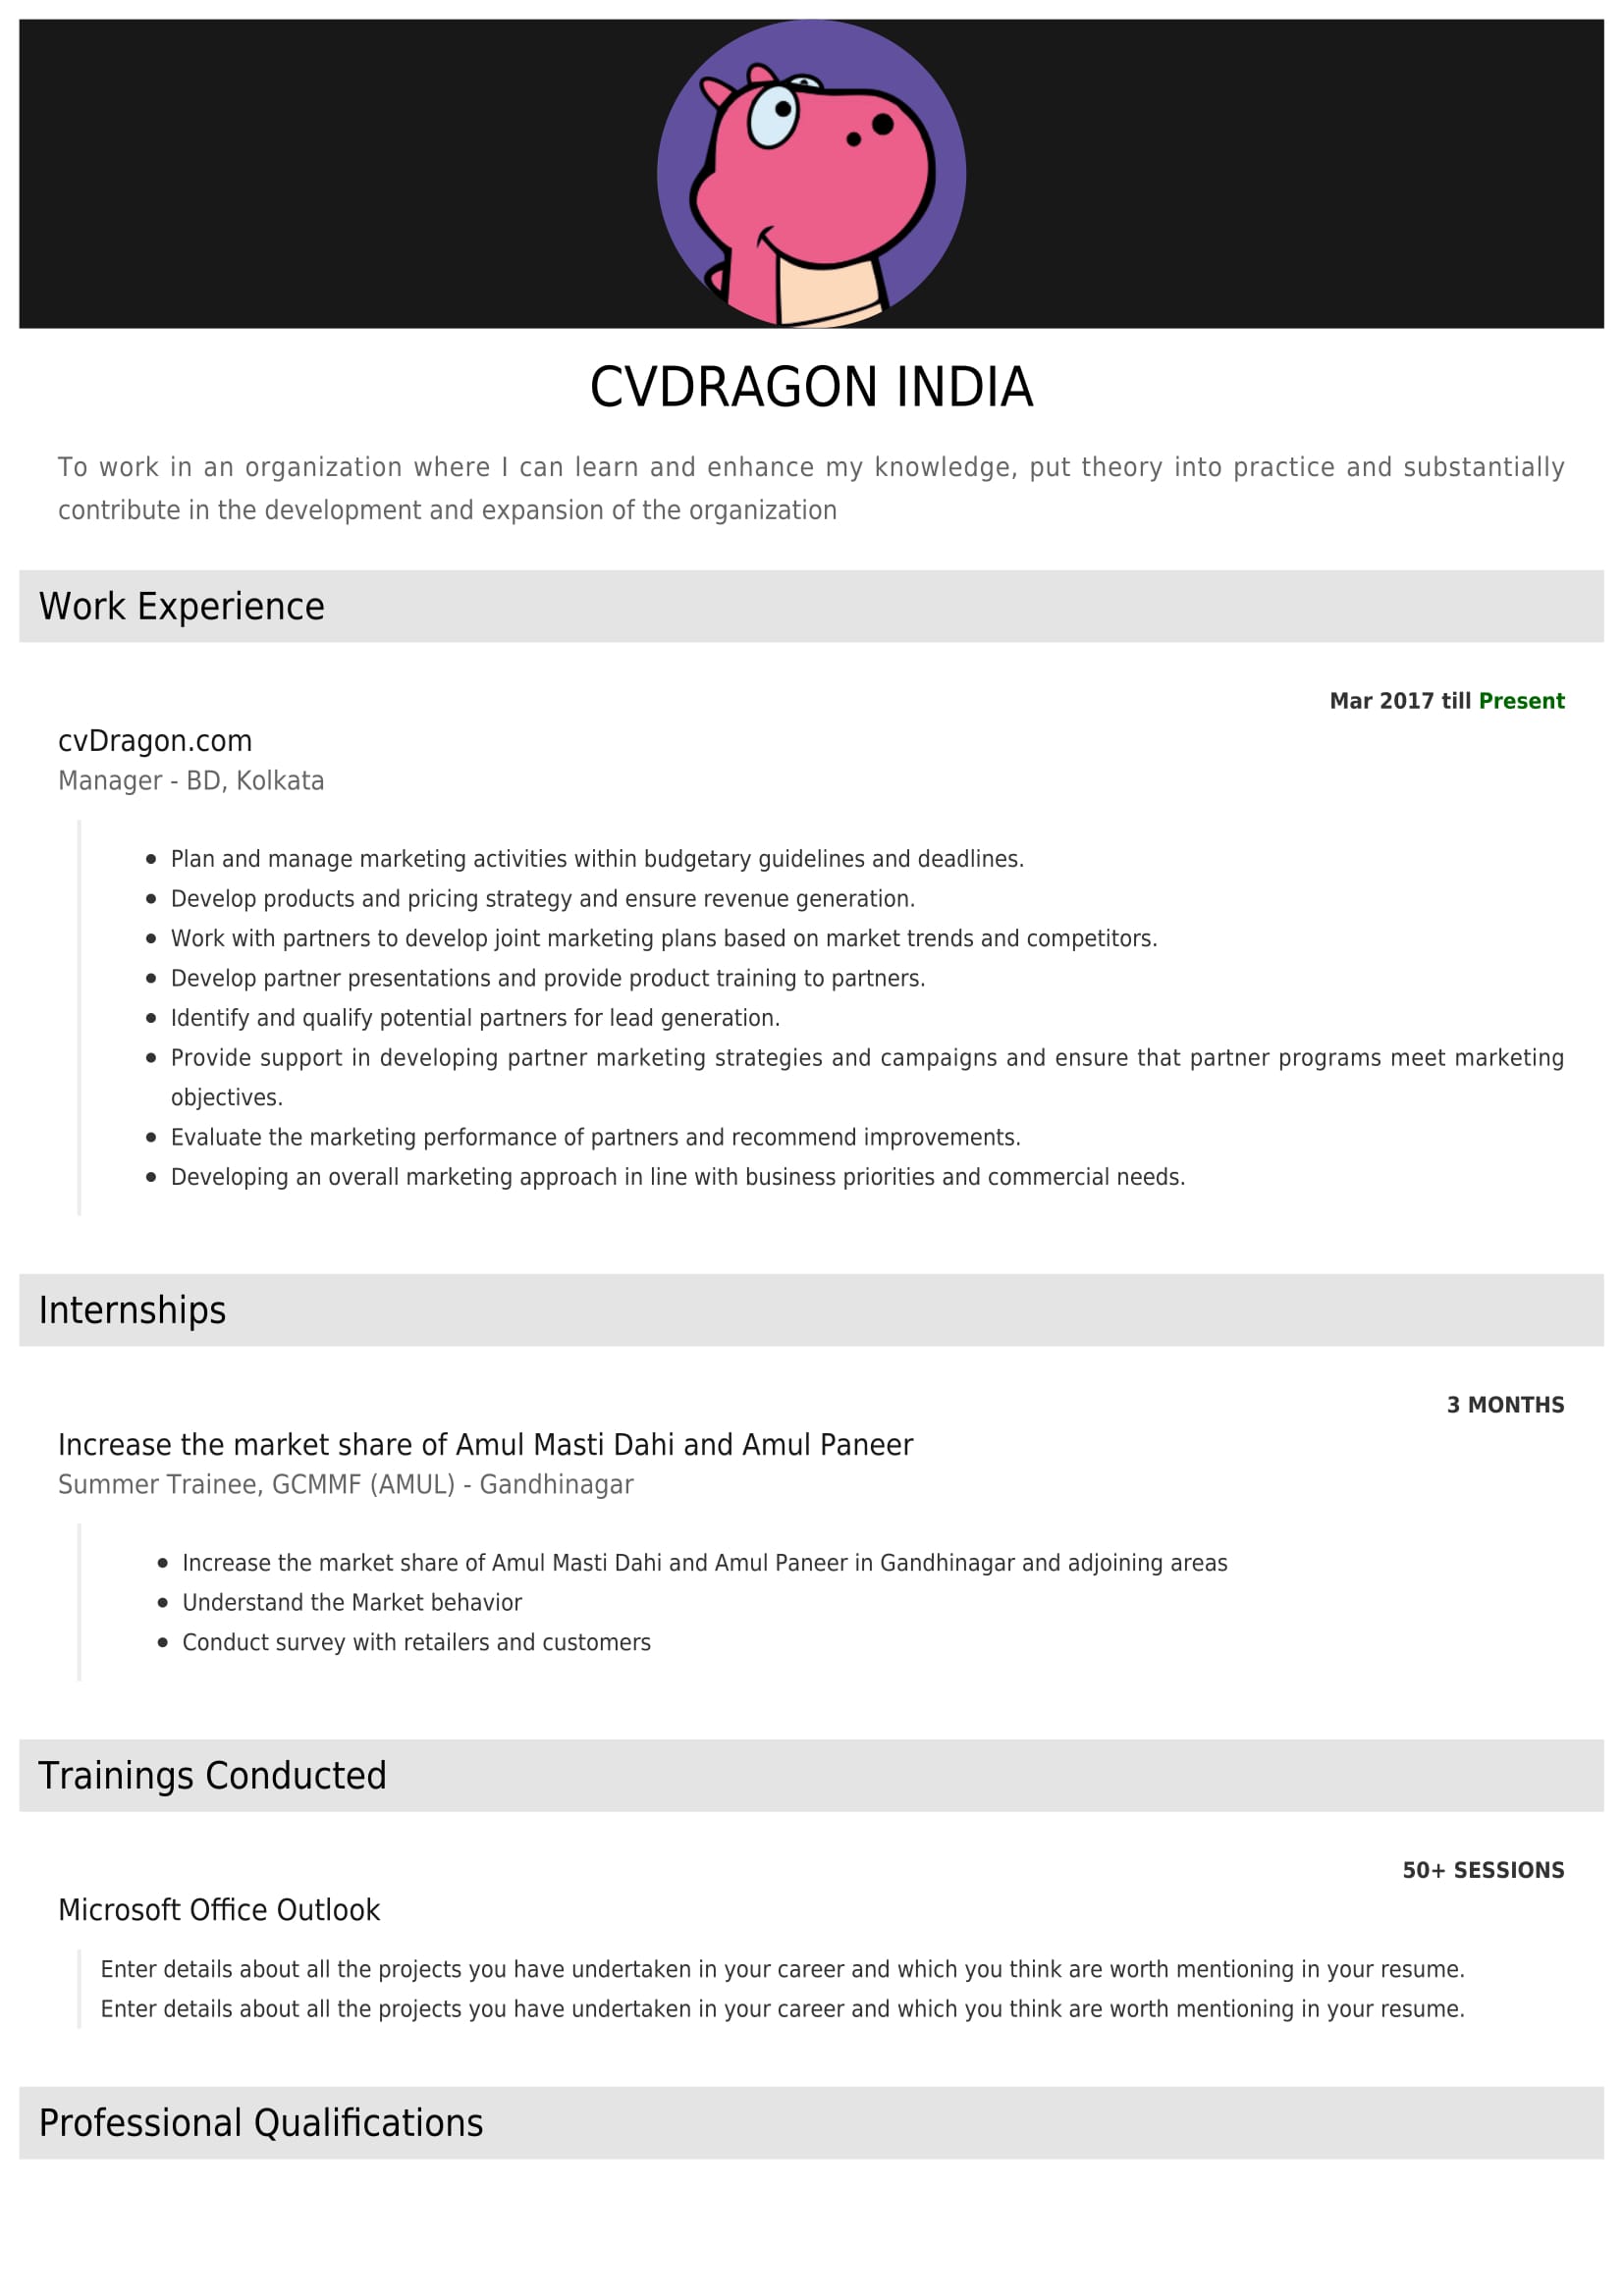 CVDRAGON INDIA
To work in an organization where I can learn and enhance my knowledge, put theory into practice and substantially
contribute in the development and expansion of the organization
Work Experience
Mar 2017 till Present
cvDragon.com
Manager - BD, Kolkata
Plan and manage marketing activities within budgetary guidelines and deadlines.
Develop products and pricing strategy and ensure revenue generation.
Work with partners to develop joint marketing plans based on market trends and competitors.
Develop partner presentations and provide product training to partners.
Identify and qualify potential partners for lead generation.
Provide support in developing partner marketing strategies and campaigns and ensure that partner programs meet marketing
objectives.
Evaluate the marketing performance of partners and recommend improvements.
Developing an overall marketing approach in line with business priorities and commercial needs.
Internships
3 MONTHS
Increase the market share of Amul Masti Dahi and Amul Paneer
Summer Trainee, GCMMF (AMUL) - Gandhinagar
Increase the market share of Amul Masti Dahi and Amul Paneer in Gandhinagar and adjoining areas
Understand the Market behavior
Conduct survey with retailers and customers
Trainings Conducted
50+ SESSIONS
Microsoft Office Outlook
Enter details about all the projects you have undertaken in your career and which you think are worth mentioning in your resume.
Enter details about all the projects you have undertaken in your career and which you think are worth mentioning in your resume.
Professional Qualifications